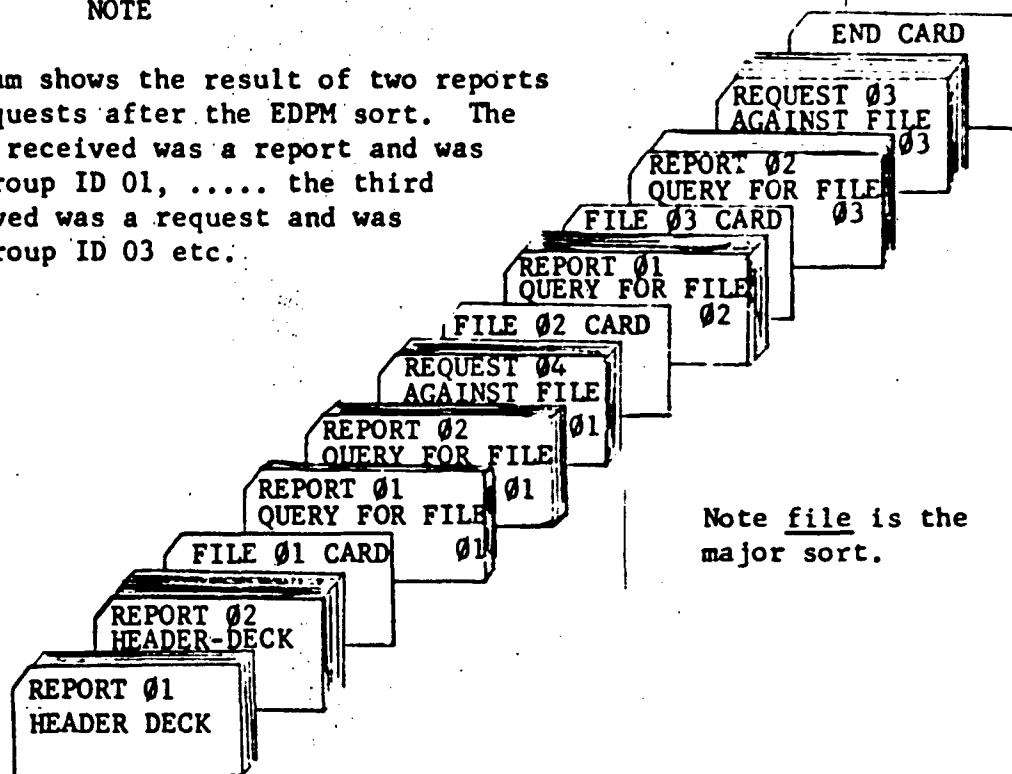 NOTE
am shows the result of two reports
quests after the EDPM sort. The
received was a report and was
roup ID 01, ..... the third
ved was a request and was
roup ID 03 etc.
END CARD
REQUEST Ø3
AGAINST FILE
Ø3
REPORT Ø2
QUERY FOR FILE
Ø3
FILE Ø3 CARD
REPORT Ø1
QUERY FOR FILE
Ø2
FILE Ø2 CARD
REQUEST Ø4
AGAINST FILE
Ø1
REPORT Ø2
QUERY FOR FILE
Ø1
REPORT Ø1
QUERY FOR FILE
Ø1
FILE Ø1 CARD
REPORT Ø2
HEADER-DECK
REPORT Ø1
HEADER DECK
Note file is the
major sort.